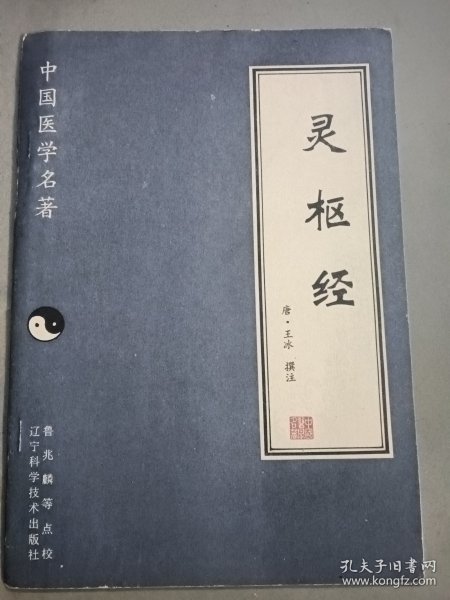 中国医学名著
灵枢经
唐·王冰 撰注
鲁兆麟等点校
辽宁科学技术出版社
孔夫子旧书网
www.kongfz.com